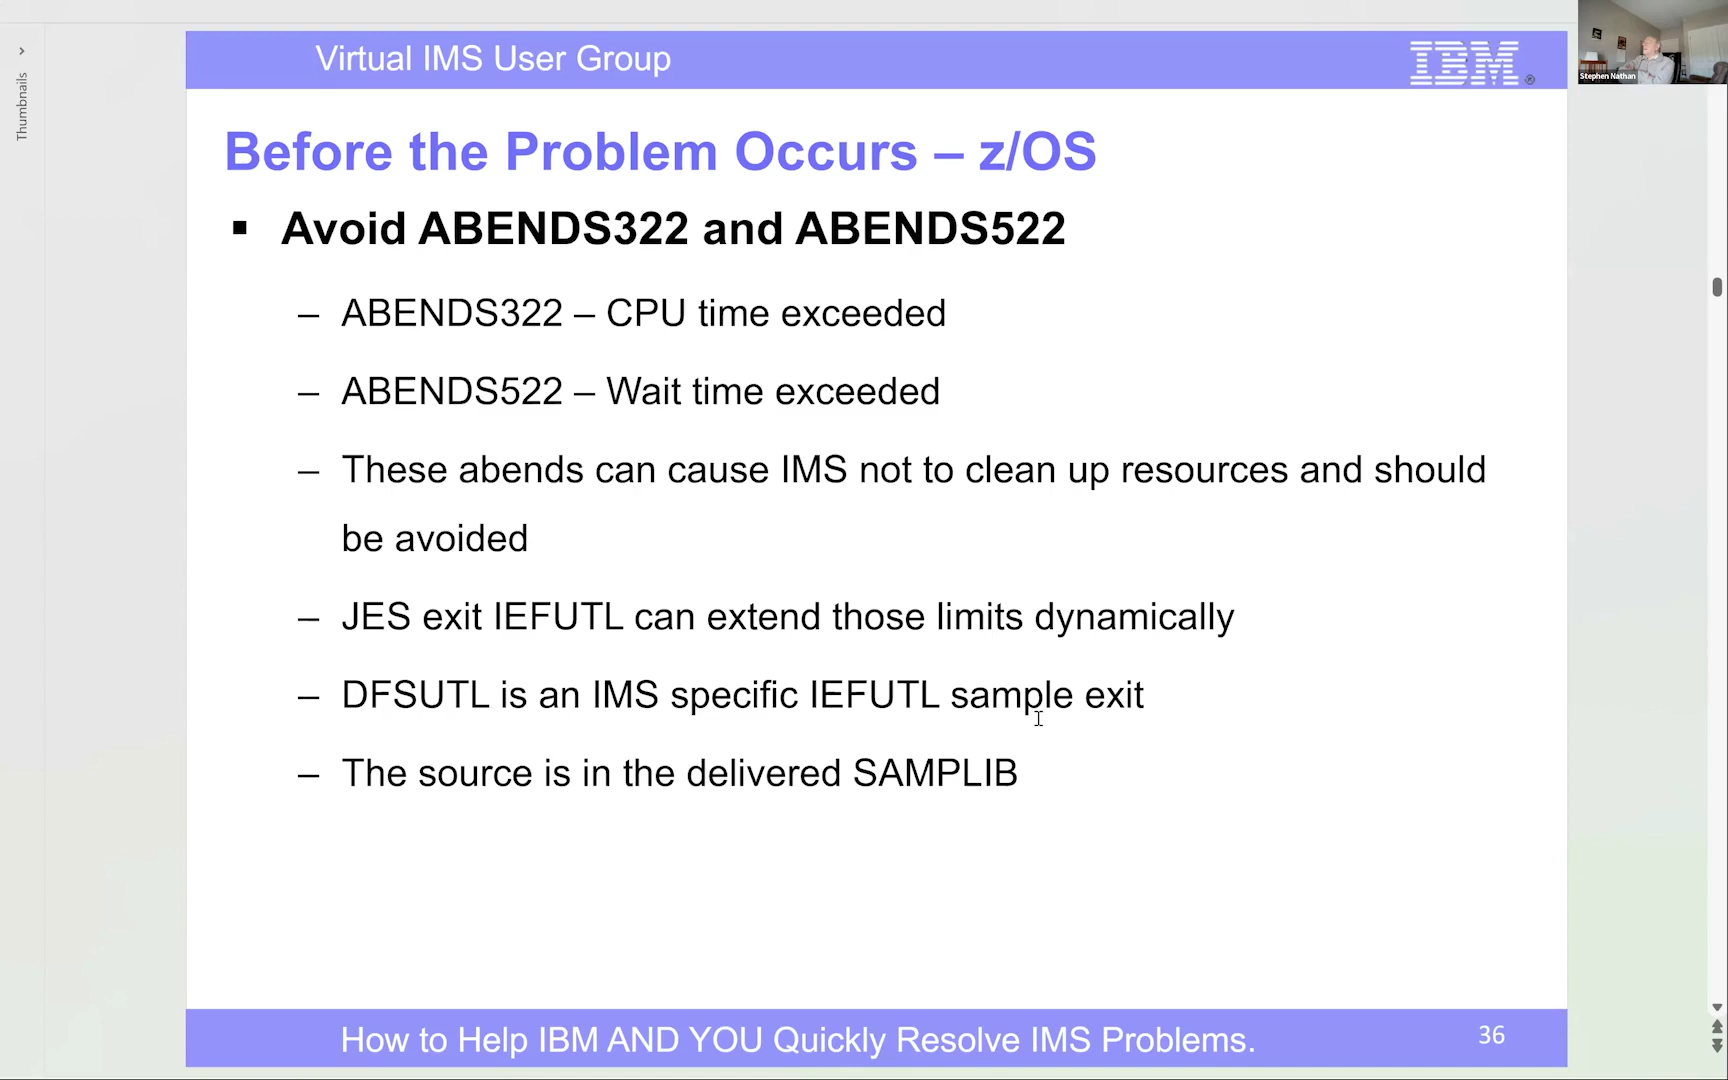 Thumbnails
Virtual IMS User Group
IBM®
Stephen Nathan
Before the Problem Occurs – z/OS
▪ Avoid ABENDS322 and ABENDS522
– ABENDS322 – CPU time exceeded
– ABENDS522 – Wait time exceeded
– These abends can cause IMS not to clean up resources and should
be avoided
– JES exit IEFUTL can extend those limits dynamically
– DFSUTL is an IMS specific IEFUTL sample exit
– The source is in the delivered SAMPLIB
How to Help IBM AND YOU Quickly Resolve IMS Problems.
36